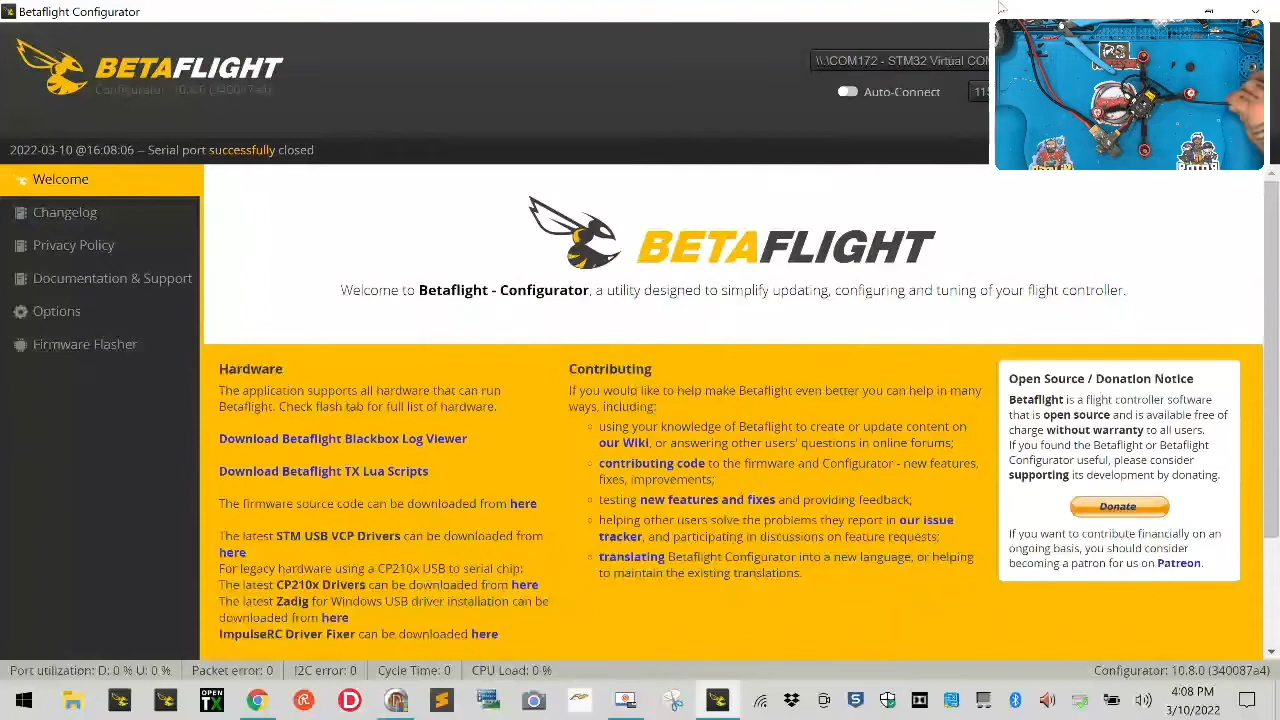 Betaflight Configurator
BETAFLIGHT
\\.\COM172 - STM32 Virtual COM
Auto-Connect
115
2022-03-10 @16:08:06 -- Serial port successfully closed
Welcome
Changelog
Privacy Policy
Documentation & Support
Options
Firmware Flasher
BETAFLIGHT
Welcome to Betaflight - Configurator, a utility designed to simplify updating, configuring and tuning of your flight controller.
Hardware
The application supports all hardware that can run
Betaflight. Check flash tab for full list of hardware.
Download Betaflight Blackbox Log Viewer
Download Betaflight TX Lua Scripts
The firmware source code can be downloaded from here
The latest STM USB VCP Drivers can be downloaded from
here
For legacy hardware using a CP210x USB to serial chip:
The latest CP210x Drivers can be downloaded from here
The latest Zadig for Windows USB driver installation can be
downloaded from here
ImpulseRC Driver Fixer can be downloaded here
Contributing
If you would like to help make Betaflight even better you can help in many
ways, including:
using your knowledge of Betaflight to create or update content on
our Wiki, or answering other users' questions in online forums;
contributing code to the firmware and Configurator - new features,
fixes, improvements;
testing new features and fixes and providing feedback;
helping other users solve the problems they report in our issue
tracker, and participating in discussions on feature requests;
translating Betaflight Configurator into a new language, or helping
to maintain the existing translations.
Open Source / Donation Notice
Betaflight is a flight controller software
that is open source and is available free of
charge without warranty to all users.
If you found the Betaflight or Betaflight
Configurator useful, please consider
supporting its development by donating.
Donate
If you want to contribute financially on an
ongoing basis, you should consider
becoming a patron for us on Patreon.
Port utilization: D: 0 % U: 0 %
Packet error: 0
I2C error: 0
Cycle Time: 0
CPU Load: 0 %
Configurator: 10.8.0 (340087a4)
OPEN
TX
4:08 PM
3/10/2022